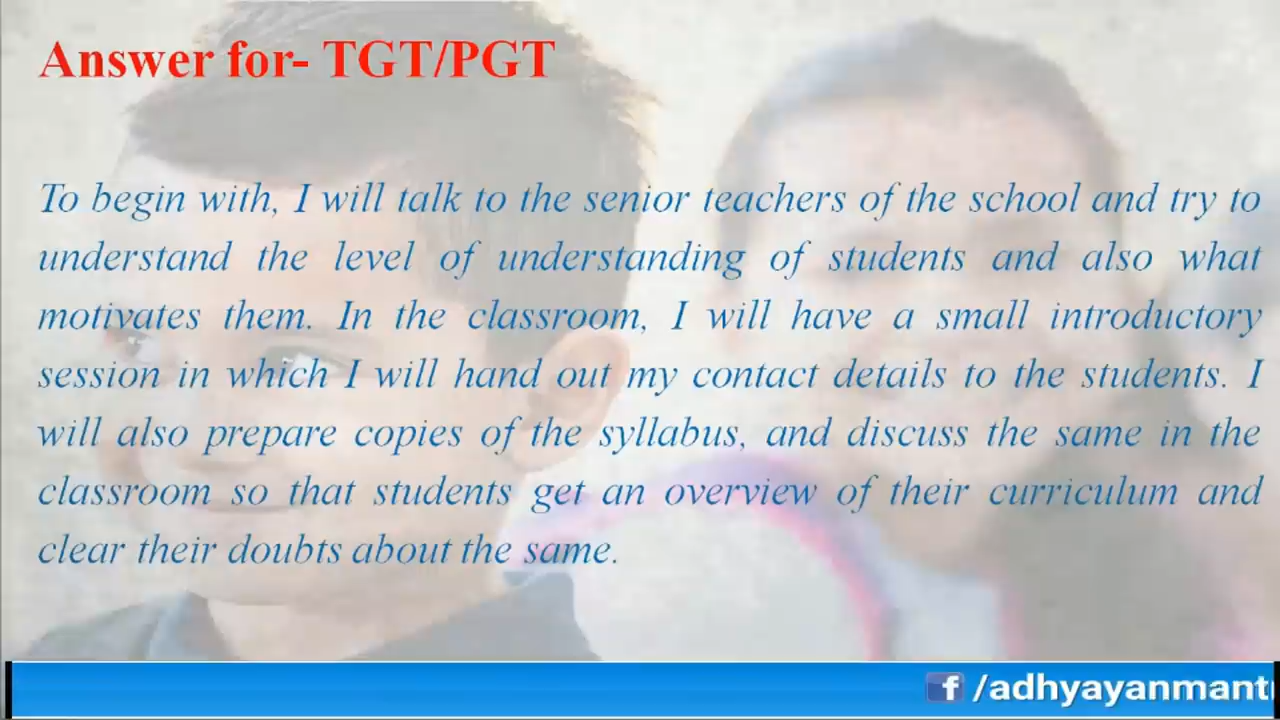 Answer for- TGT/PGT
To begin with, I will talk to the senior teachers of the school and try to
understand the level of understanding of students and also what
motivates them. In the classroom, I will have a small introductory
session in which I will hand out my contact details to the students. I
will also prepare copies of the syllabus, and discuss the same in the
classroom so that students get an overview of their curriculum and
clear their doubts about the same.
f /adhyayanmant